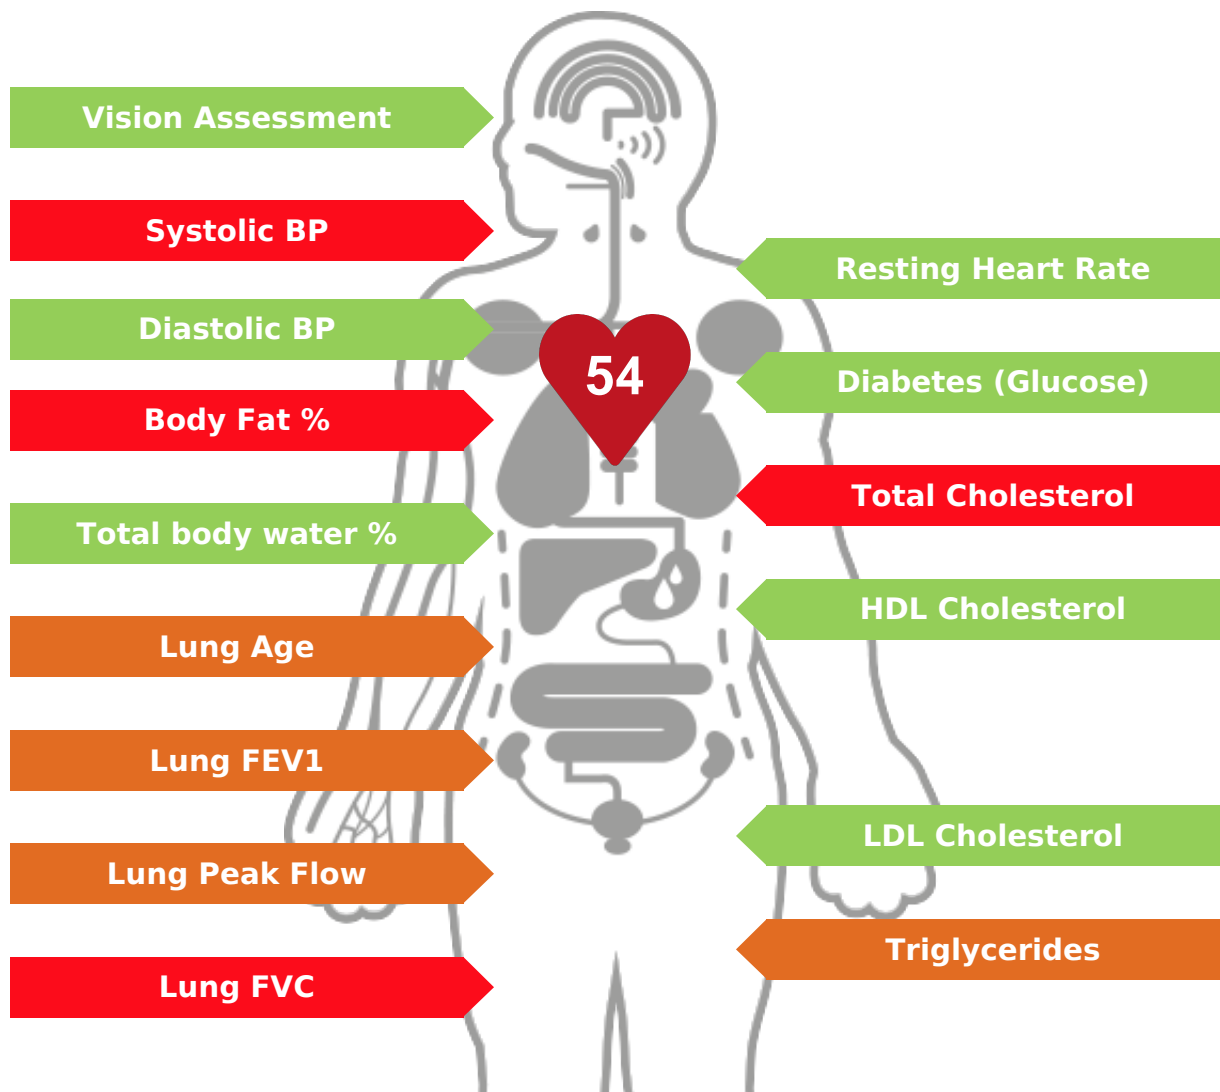 Vision Assessment
Systolic BP
Diastolic BP
Body Fat %
Total body water %
Lung Age
Lung FEV1
Lung Peak Flow
Lung FVC
54
Resting Heart Rate
Diabetes (Glucose)
Total Cholesterol
HDL Cholesterol
LDL Cholesterol
Triglycerides